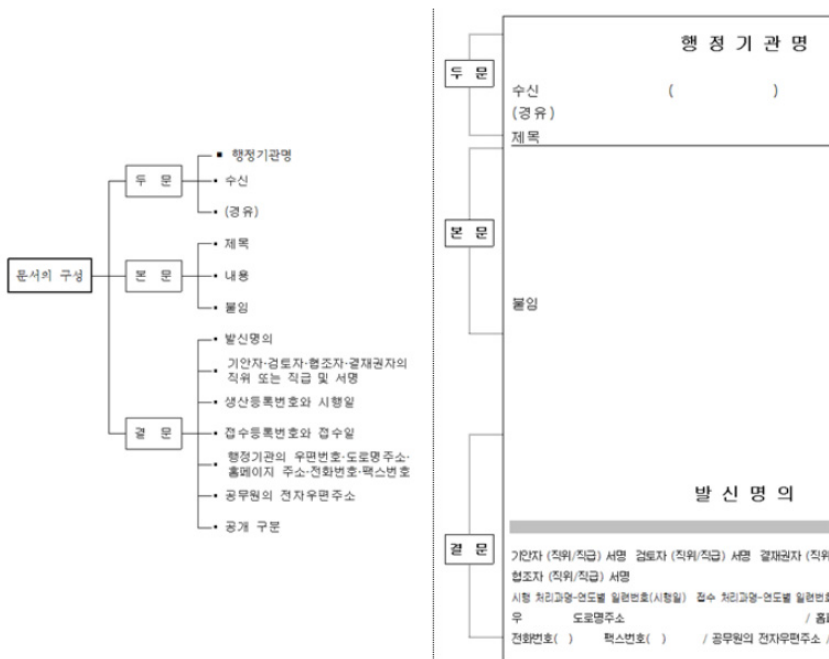 문서의 구성
두 문
■ 행정기관명
• 수신
• (경유)
본 문
• 제목
• 내용
• 붙임
결 문
• 발신명의
• 기안자·검토자·협조자·결재권자의
직위 또는 직급 및 서명
• 생산등록번호와 시행일
• 접수등록번호와 접수일
• 행정기관의 우편번호·도로명주소·
홈페이지 주소·전화번호·팩스번호
• 공무원의 전자우편주소
• 공개 구분
두 문
행 정 기 관 명
수신 ( )
(경유)
제목
본 문
붙임
결 문
발 신 명 의
기안자 (직위/직급) 서명 검토자 (직위/직급) 서명 결재권자 (직위
협조자 (직위/직급) 서명
시행 처리과명-연도별 일련번호(시행일) 접수 처리과명-연도별 일련번호
우 도로명주소 / 홈
전화번호( ) 팩스번호( ) / 공무원의 전자우편주소 /